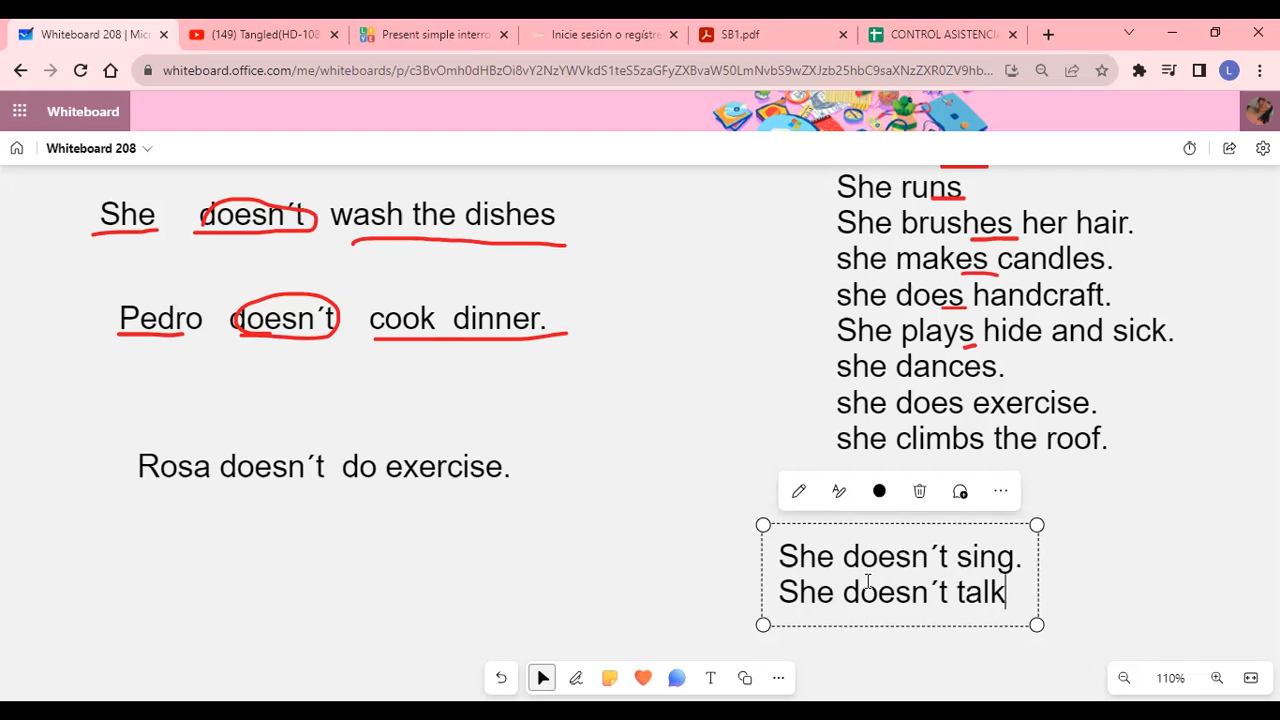 Whiteboard 208 | Mic
(149) Tangled(HD-108
Present simple interro
Inicie sesión o regístre
SB1.pdf
CONTROL ASISTENCIA
whiteboard.office.com/me/whiteboards/p/c3BvOmh0dHBzOi8vY2NzYWVkdS1teS5zaGFyZXBvaW50LmNvbS9wZXJzb25hbC9saXNzZXR0ZV9hb...
L
Whiteboard
Whiteboard 208
She doesn´t wash the dishes
Pedro doesn´t cook dinner.
Rosa doesn´t do exercise.
She runs
She brushes her hair.
she makes candles.
she does handcraft.
She plays hide and sick.
she dances.
she does exercise.
she climbs the roof.
She doesn´t sing.
She doesn´t talk
110%